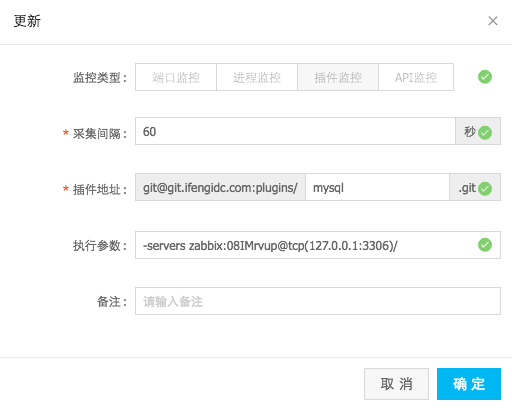 更新
监控类型: 端口监控 进程监控 插件监控 API监控
* 采集间隔: 60 秒
* 插件地址: git@git.ifengidc.com:plugins/ mysql .git
执行参数: -servers zabbix:08IMrvup@tcp(127.0.0.1:3306)/
备注: 请输入备注
取 消 确 定